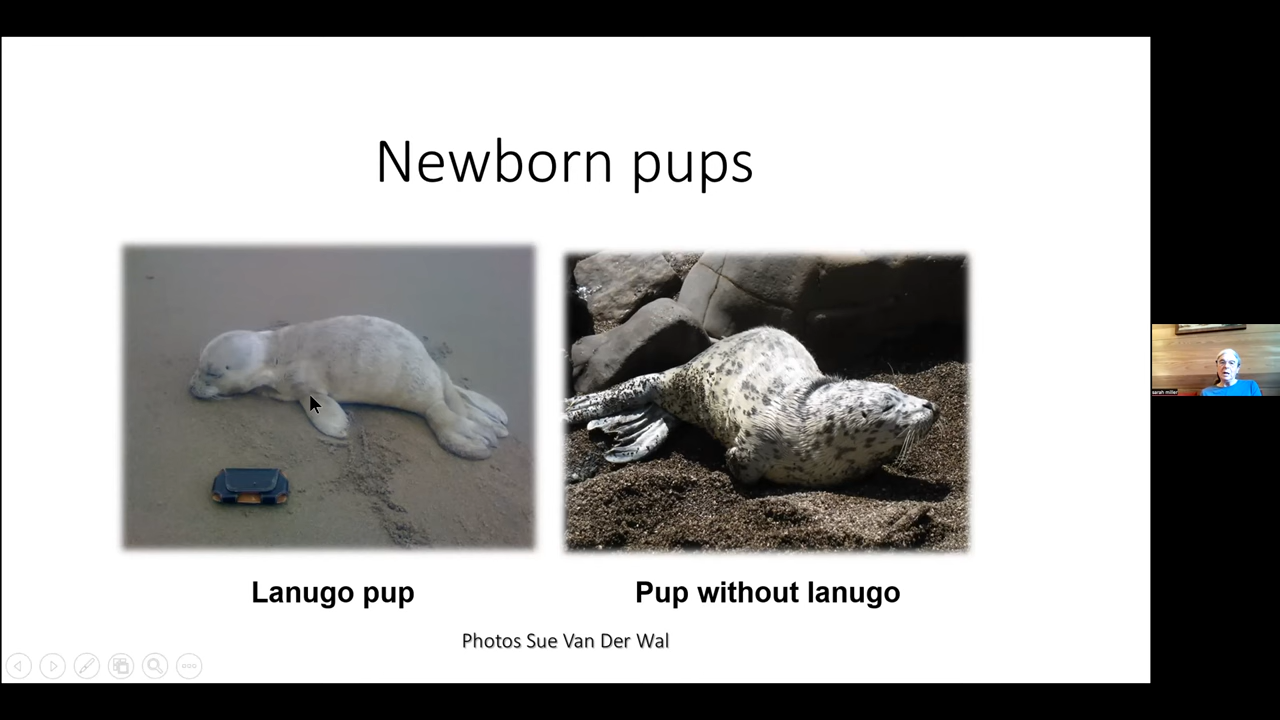 Newborn pups
Lanugo pup
Pup without lanugo
Photos Sue Van Der Wal
sarah miller